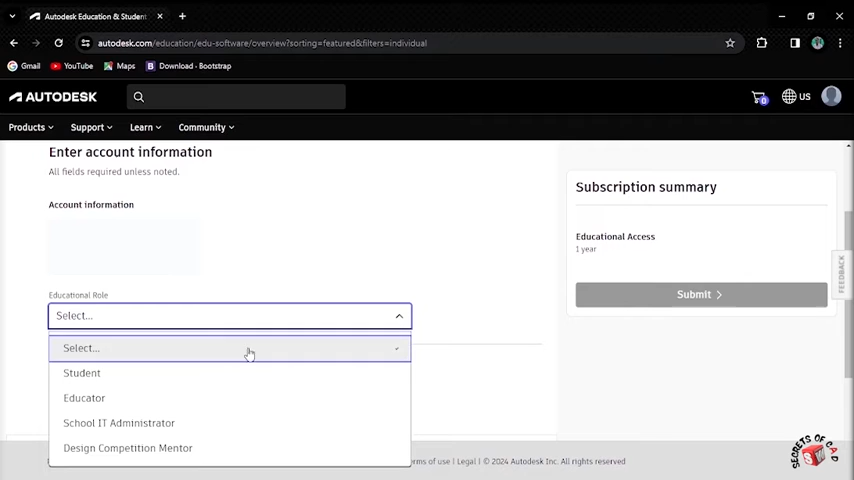 Autodesk Education & Student
autodesk.com/education/edu-software/overview?sorting=featured&filters=individual
Gmail YouTube Maps Download - Bootstrap
AUTODESK
0
US
Products Support Learn Community
Enter account information
All fields required unless noted.
Account information
Educational Role
Select...
Select...
Student
Educator
School IT Administrator
Design Competition Mentor
Subscription summary
Educational Access
1 year
Submit
FEEDBACK
of use | Legal | © 2024 Autodesk Inc. All rights reserved
SECRETS OF CAD